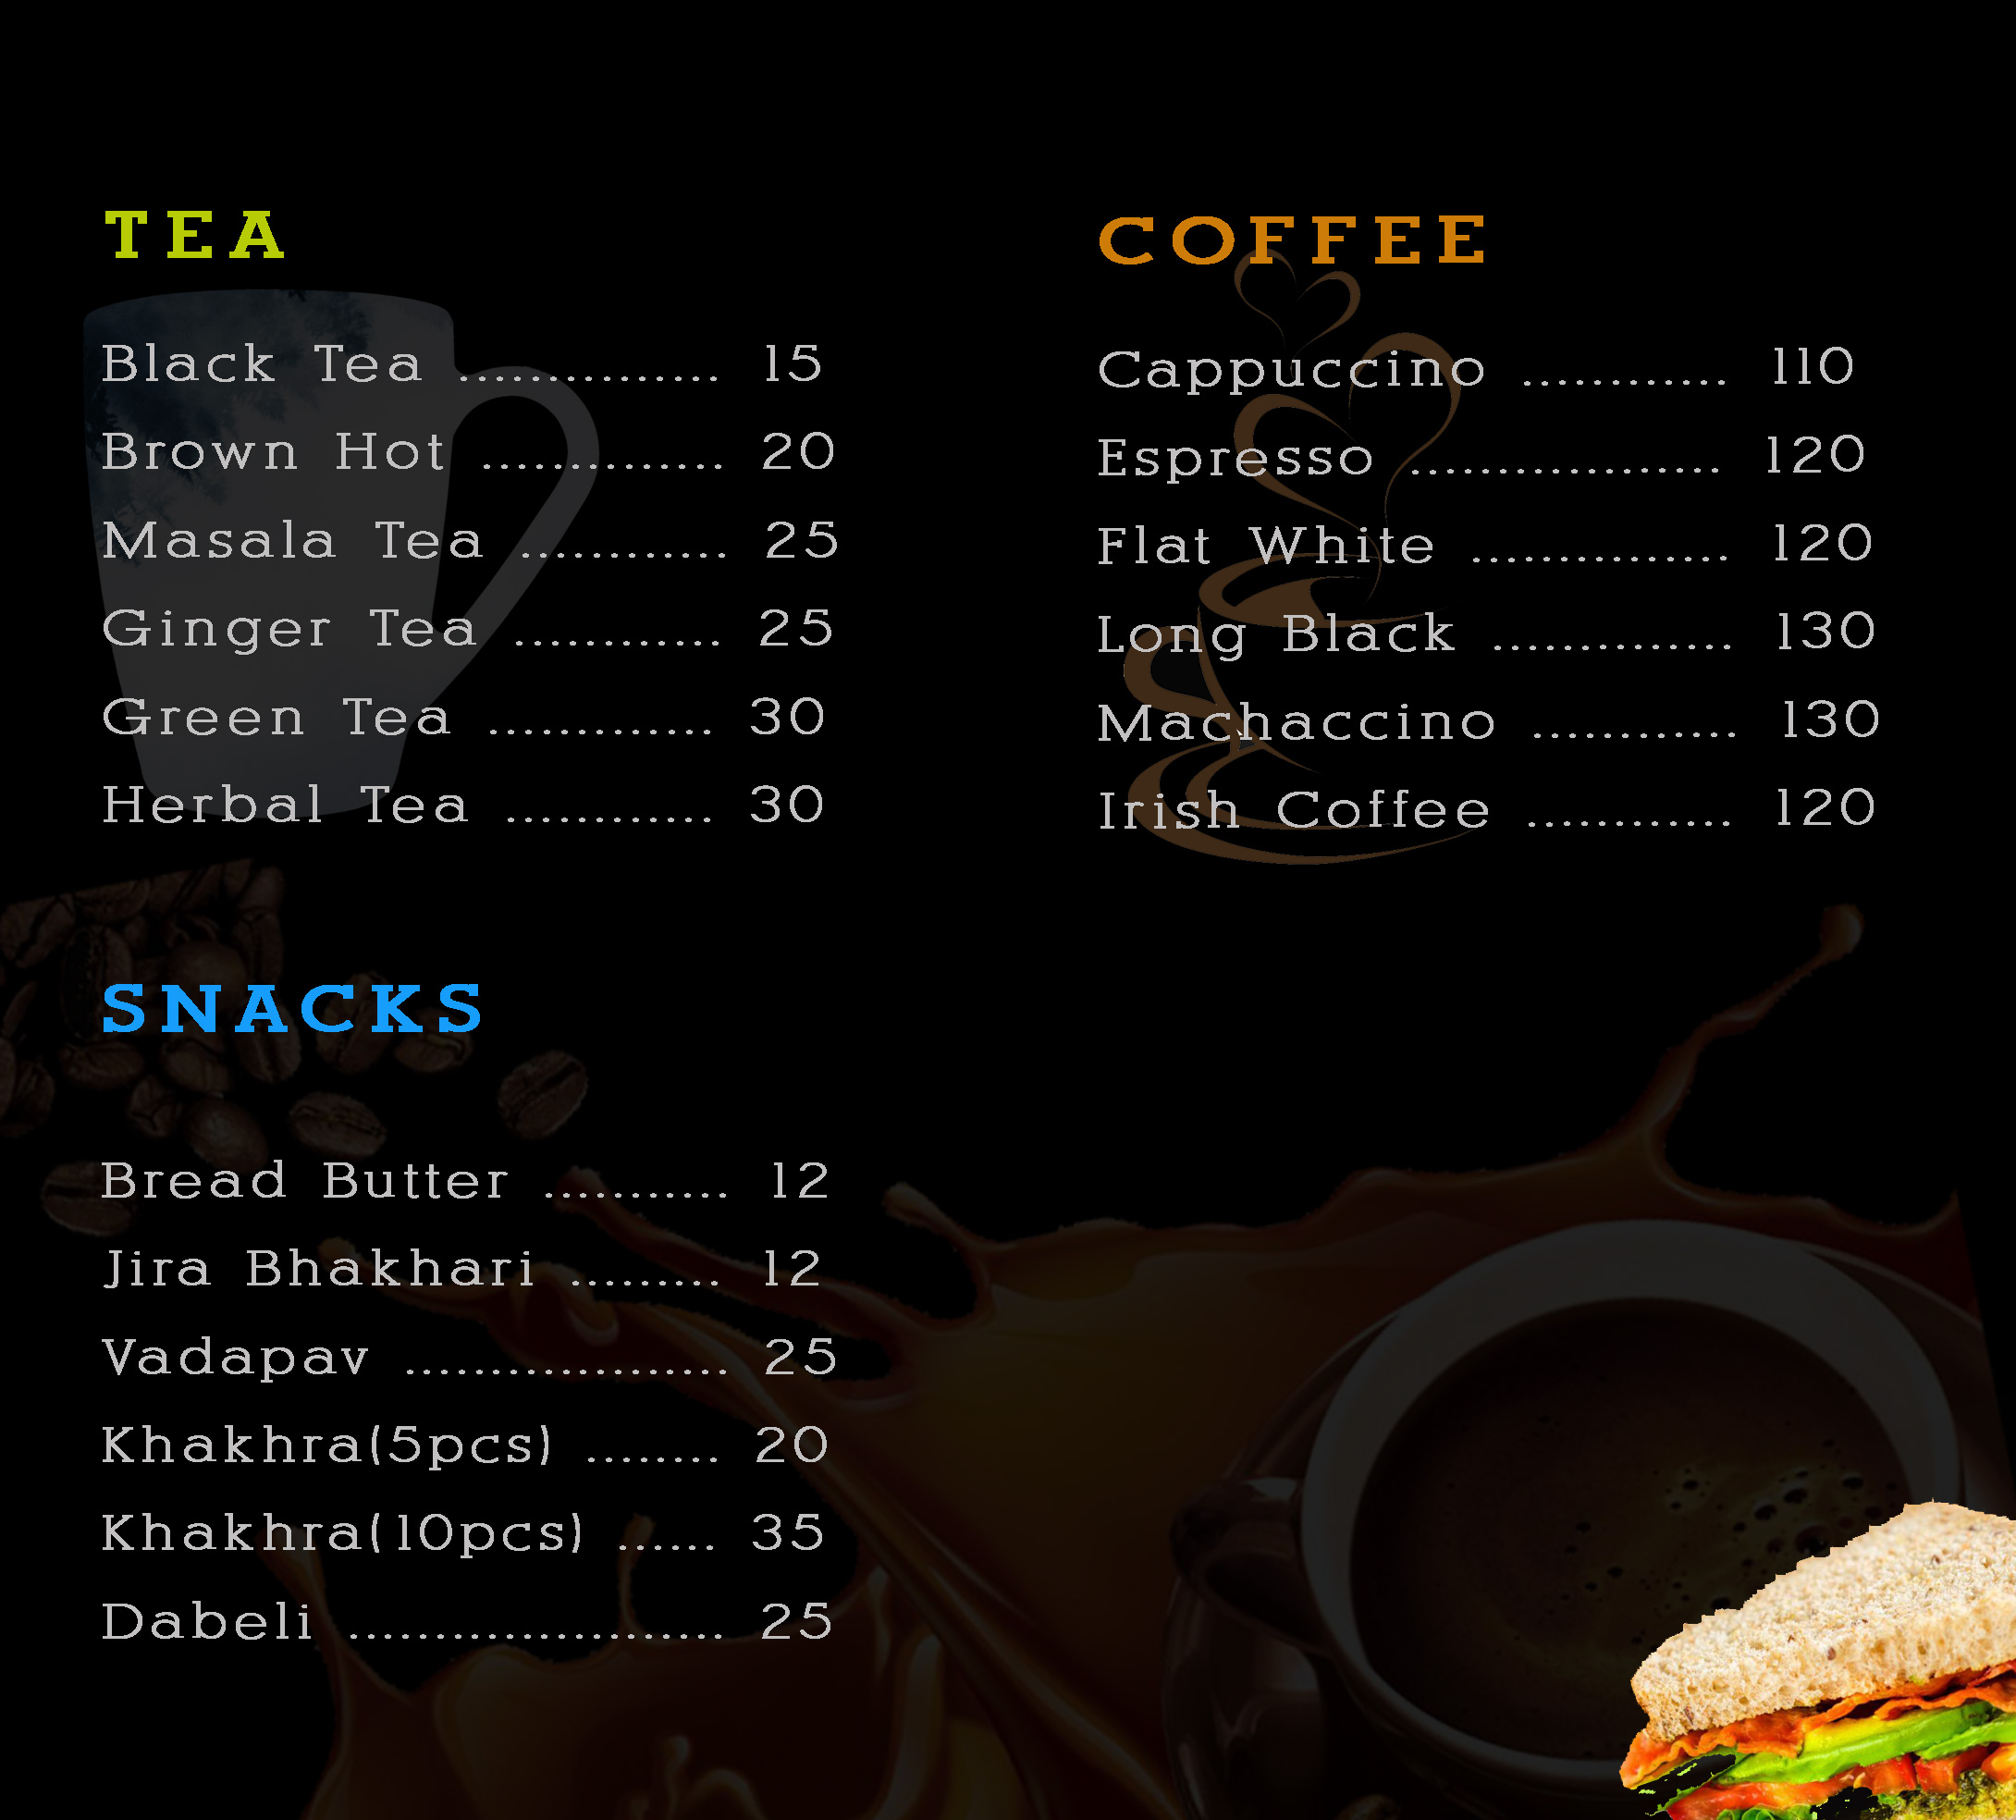 TEA
Black Tea ............... 15
Brown Hot .............. 20
Masala Tea ............ 25
Ginger Tea ............ 25
Green Tea ............. 30
Herbal Tea ............ 30
COFFEE
Cappuccino ............ 110
Espresso .................. 120
Flat White ............... 120
Long Black .............. 130
Machaccino ............ 130
Irish Coffee ............ 120
SNACKS
Bread Butter ........... 12
Jira Bhakhari ......... 12
Vadapav ................... 25
Khakhra(5pcs) ........ 20
Khakhra(10pcs) ...... 35
Dabeli ...................... 25